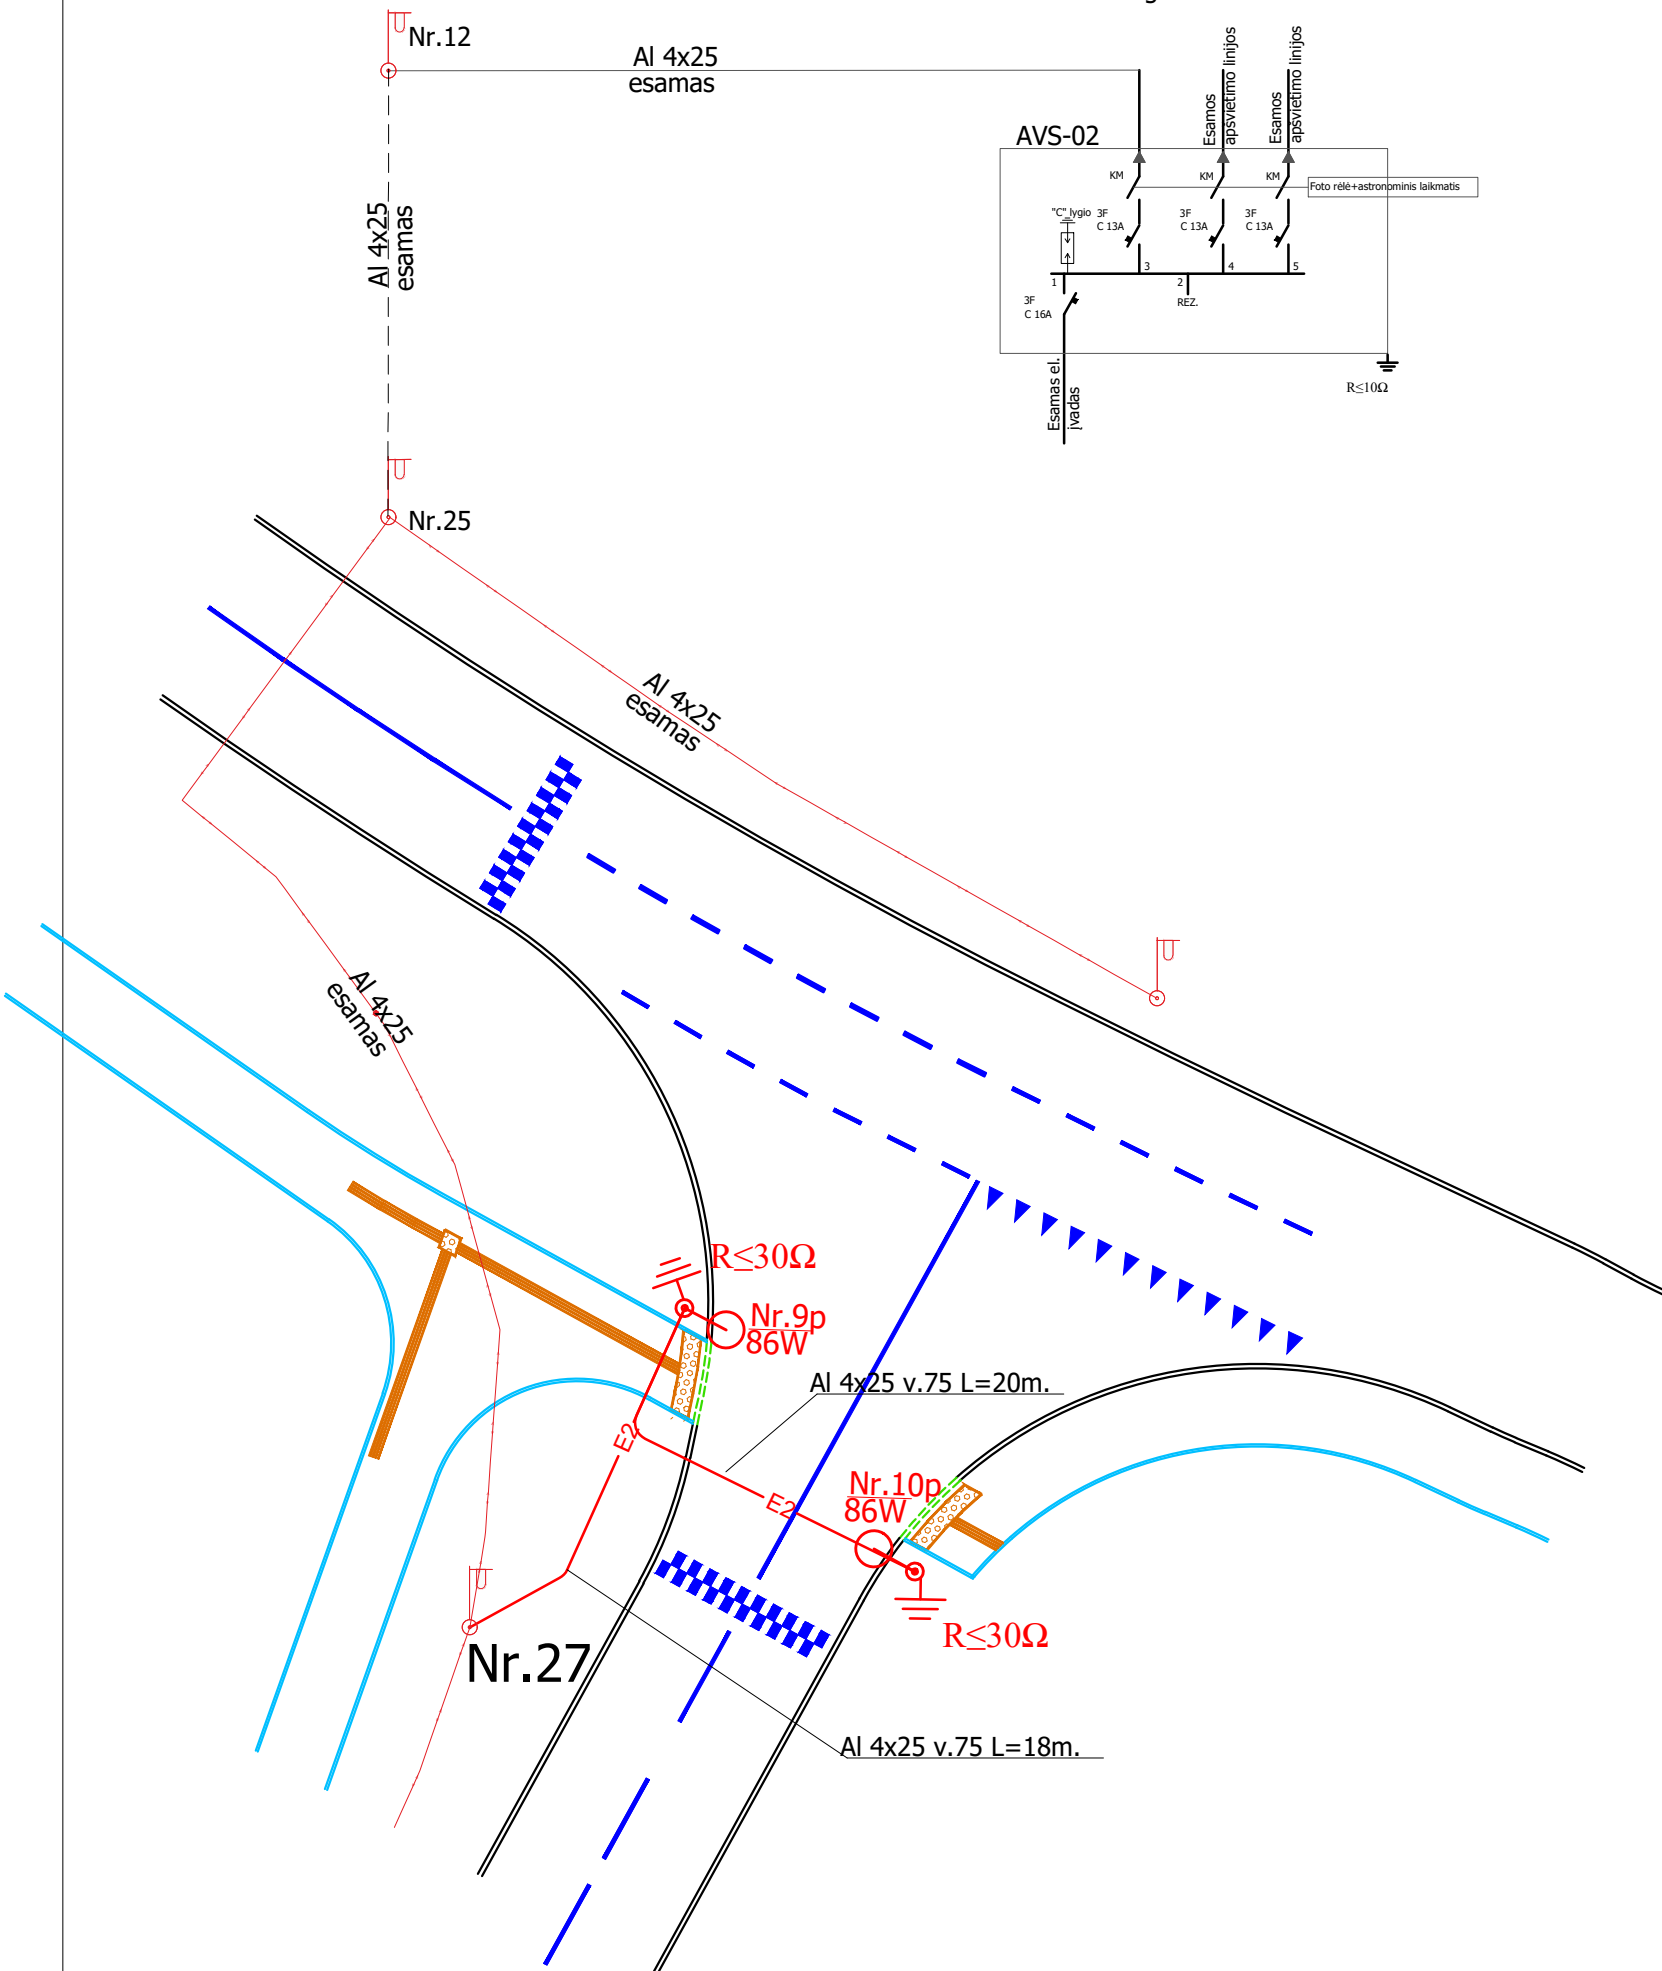 Nr.12
Al 4x25
esamas
Esamos
apšvietimo linijos
Esamos
apšvietimo linijos
AVS-02
KM
KM
KM
Foto rėlė+astronominis laikmatis
"C" lygio
3F
C 13A
3F
C 13A
3F
C 13A
1
2
3
4
5
REZ.
3F
C 16A
Esamas el.
įvadas
R≤10Ω
Al 4x25
esamas
Nr.25
Al 4x25
esamas
Al 4x25
esamas
R≤30Ω
Nr.9p
86W
Al 4x25 v.75 L=20m.
E2
E2
Nr.10p
86W
R≤30Ω
Nr.27
Al 4x25 v.75 L=18m.